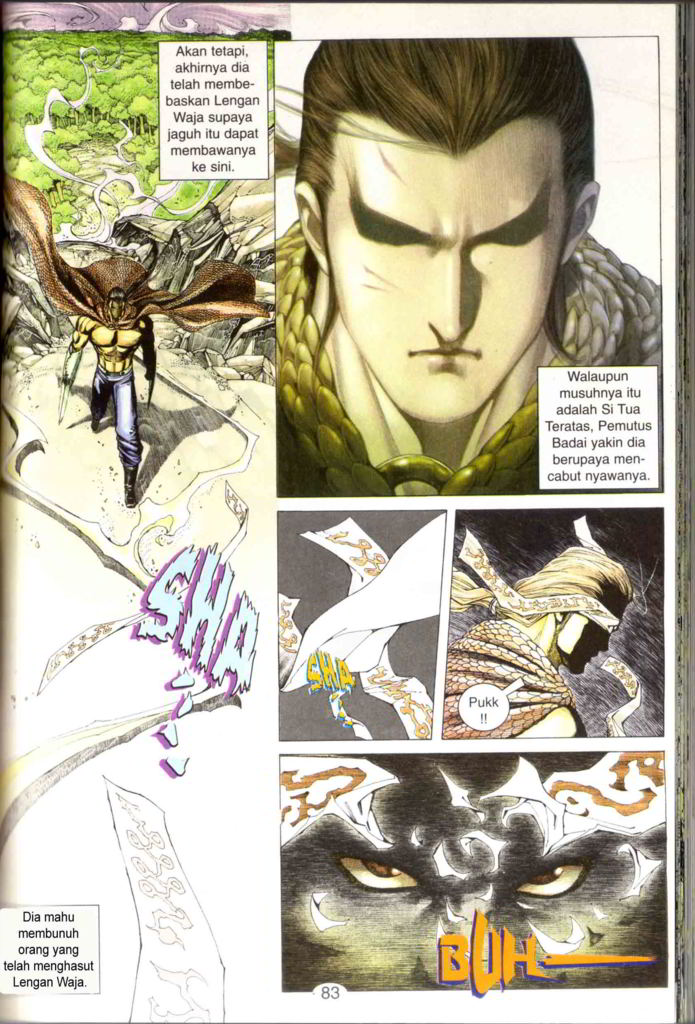 Akan tetapi,
akhirnya dia
telah membe-
baskan Lengan
Waja supaya
jaguh itu dapat
membawanya
ke sini.
Walaupun
musuhnya itu
adalah Si Tua
Teratas, Pemutus
Badai yakin dia
berupaya men-
cabut nyawanya.
SHA
SHA
Pukk
!!
Dia mahu
membunuh
orang yang
telah menghasut
Lengan Waja.
BUH
83